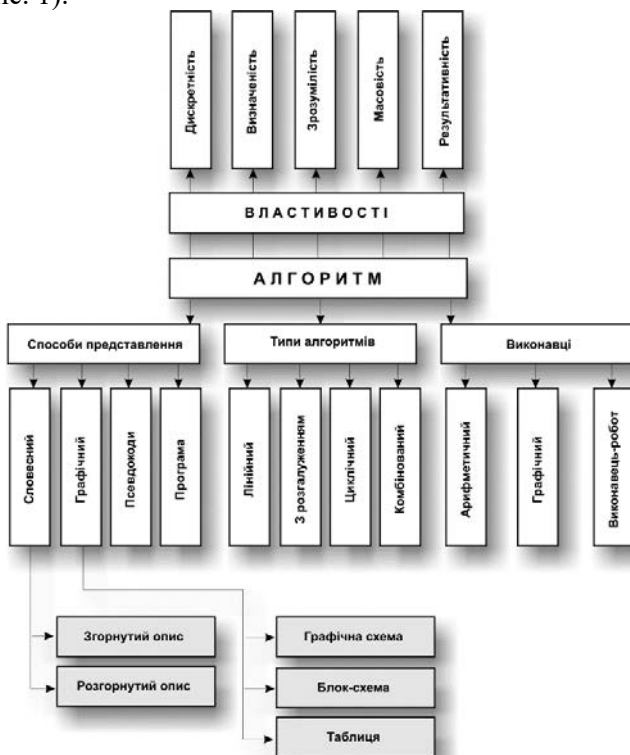 ис. 1).
Дискретність
Визначеність
Зрозумілість
Масовість
Результативність
ВЛАСТИВОСТІ
АЛГОРИТМ
Способи представлення
Типи алгоритмів
Виконавці
Словесний
Графічний
Псевдокоди
Програма
Лінійний
З розгалуженням
Циклічний
Комбінований
Арифметичний
Графічний
Виконавець-робот
Згорнутий опис
Графічна схема
Розгорнутий опис
Блок-схема
Таблиця